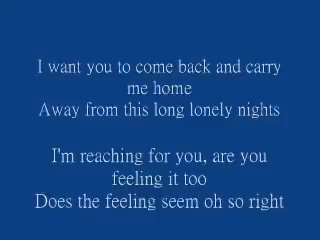 I want you to come back and carry
me home
Away from this long lonely nights
I'm reaching for you, are you
feeling it too
Does the feeling seem oh so right